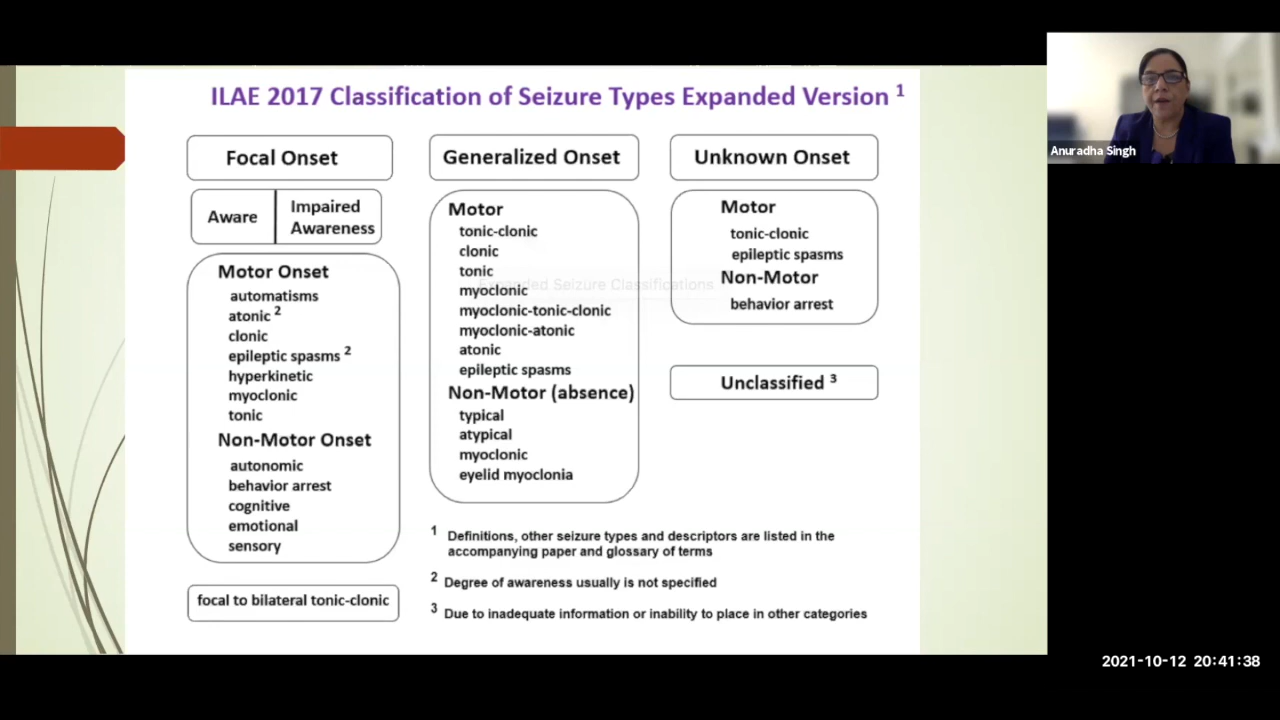 ILAE 2017 Classification of Seizure Types Expanded Version 1
Focal Onset
Aware
Impaired
Awareness
Motor Onset
automatisms
atonic 2
clonic
epileptic spasms 2
hyperkinetic
myoclonic
tonic
Non-Motor Onset
autonomic
behavior arrest
cognitive
emotional
sensory
focal to bilateral tonic-clonic
Generalized Onset
Motor
tonic-clonic
clonic
tonic
myoclonic
myoclonic-tonic-clonic
myoclonic-atonic
atonic
epileptic spasms
Non-Motor (absence)
typical
atypical
myoclonic
eyelid myoclonia
Expanded Seizure Classifications
Unknown Onset
Motor
tonic-clonic
epileptic spasms
Non-Motor
behavior arrest
Unclassified 3
1 Definitions, other seizure types and descriptors are listed in the
accompanying paper and glossary of terms
2 Degree of awareness usually is not specified
3 Due to inadequate information or inability to place in other categories
Anuradha Singh
2021-10-12 20:41:38